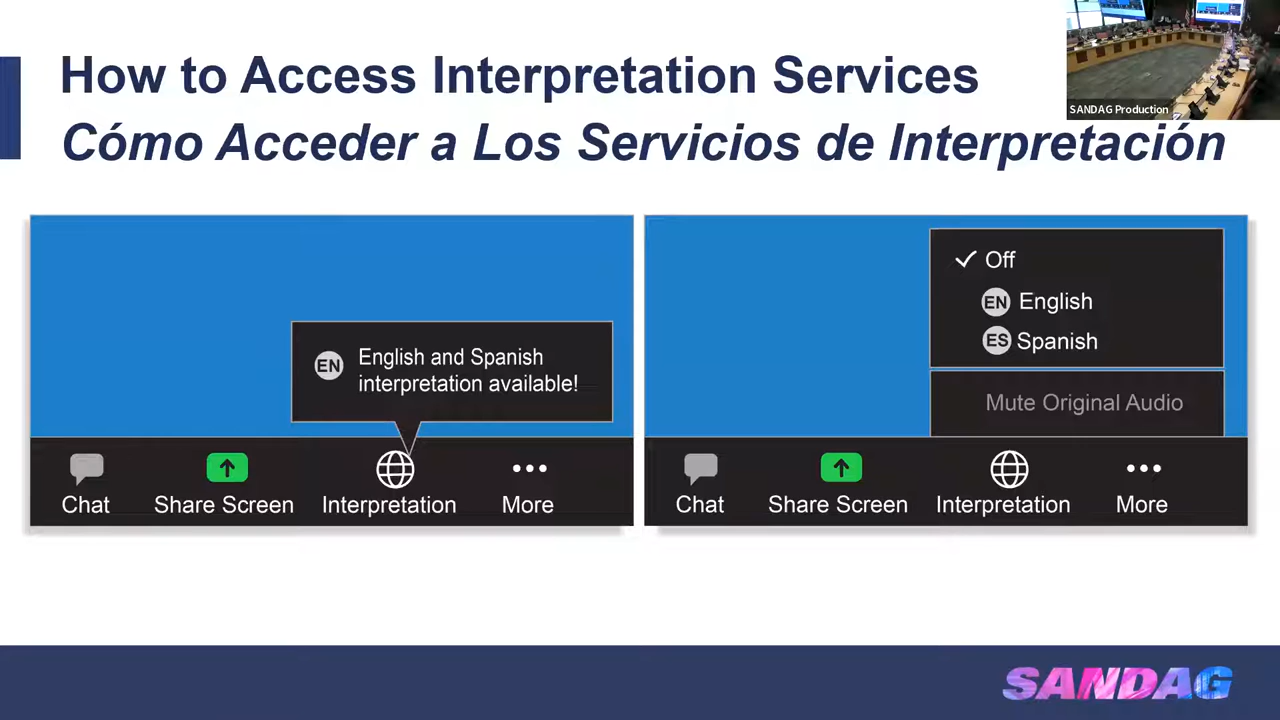 How to Access Interpretation Services
SANDAG Production
Cómo Acceder a Los Servicios de Interpretación
EN
English and Spanish
interpretation available!
Chat
Share Screen
Interpretation
More
Off
EN English
ES Spanish
Mute Original Audio
Chat
Share Screen
Interpretation
More
SANDAG